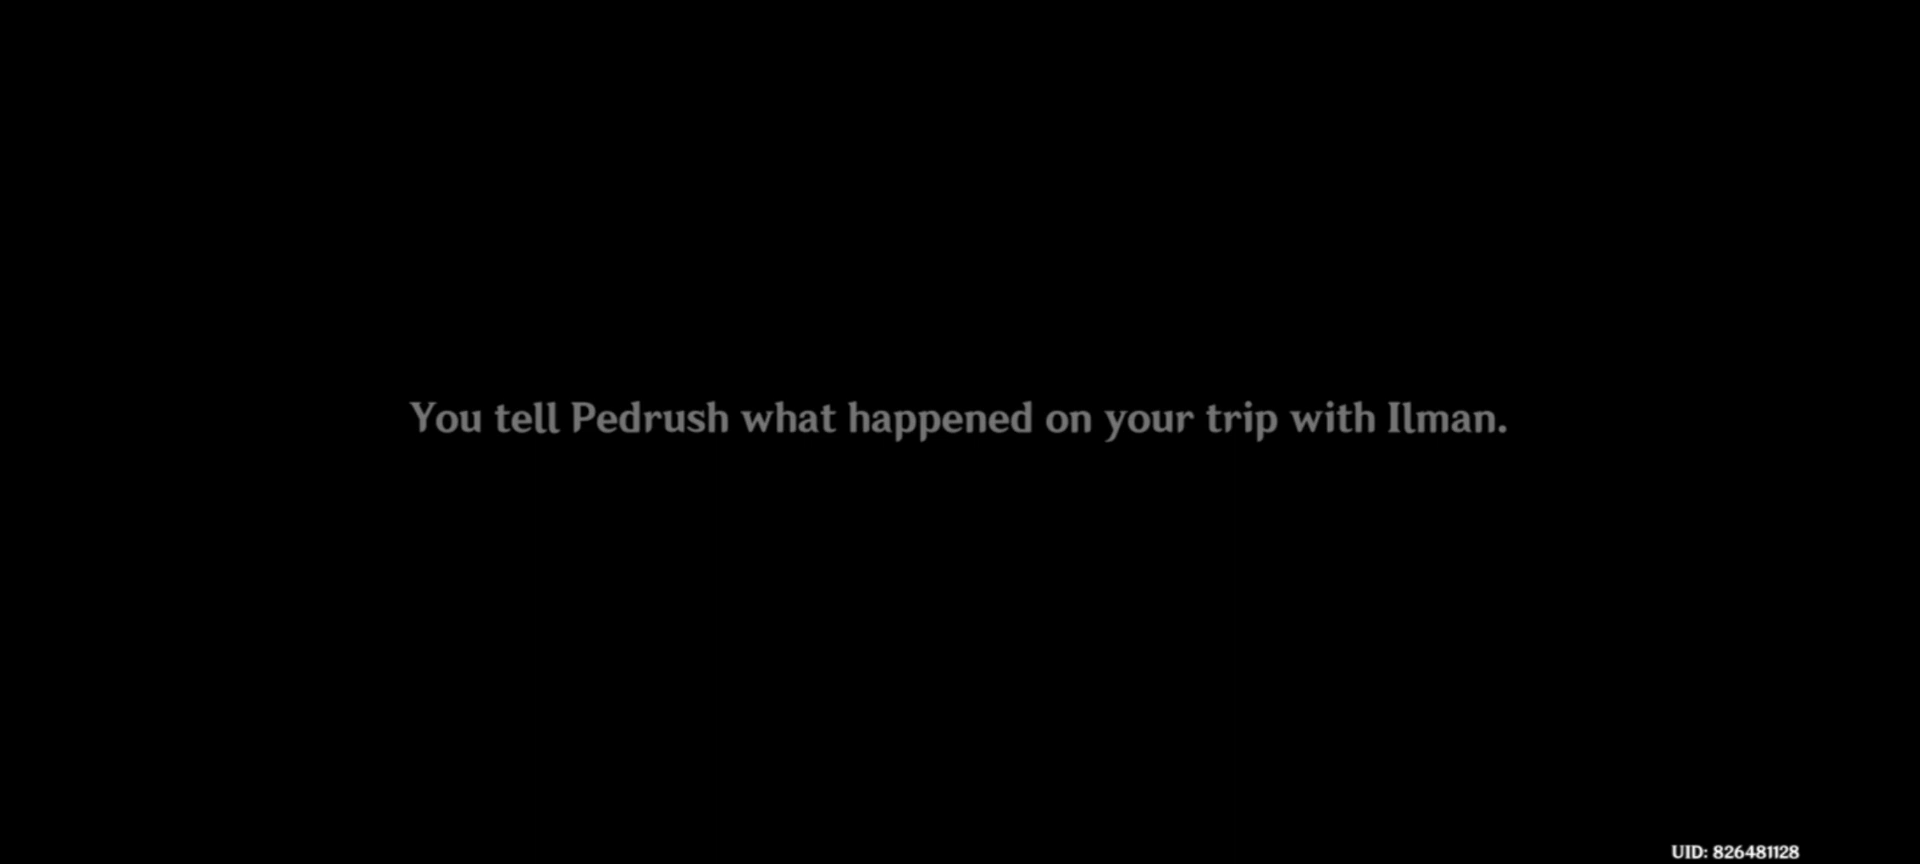 You tell Pedrush what happened on your trip with Ilman.
UID: 826481128